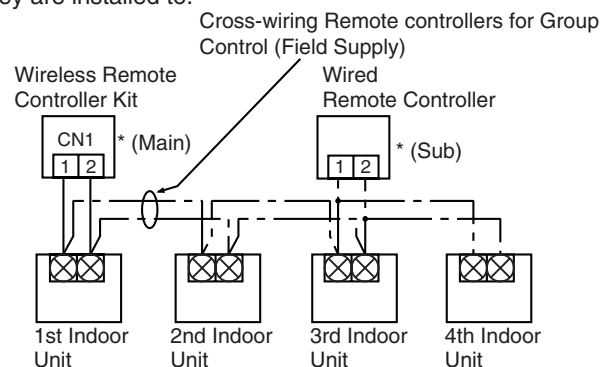 ey are installed to.
Cross-wiring Remote controllers for Group
Control (Field Supply)
Wireless Remote
Controller Kit
Wired
Remote Controller
CN1
* (Main)
1 2
* (Sub)
1 2
1st Indoor
Unit
2nd Indoor
Unit
3rd Indoor
Unit
4th Indoor
Unit